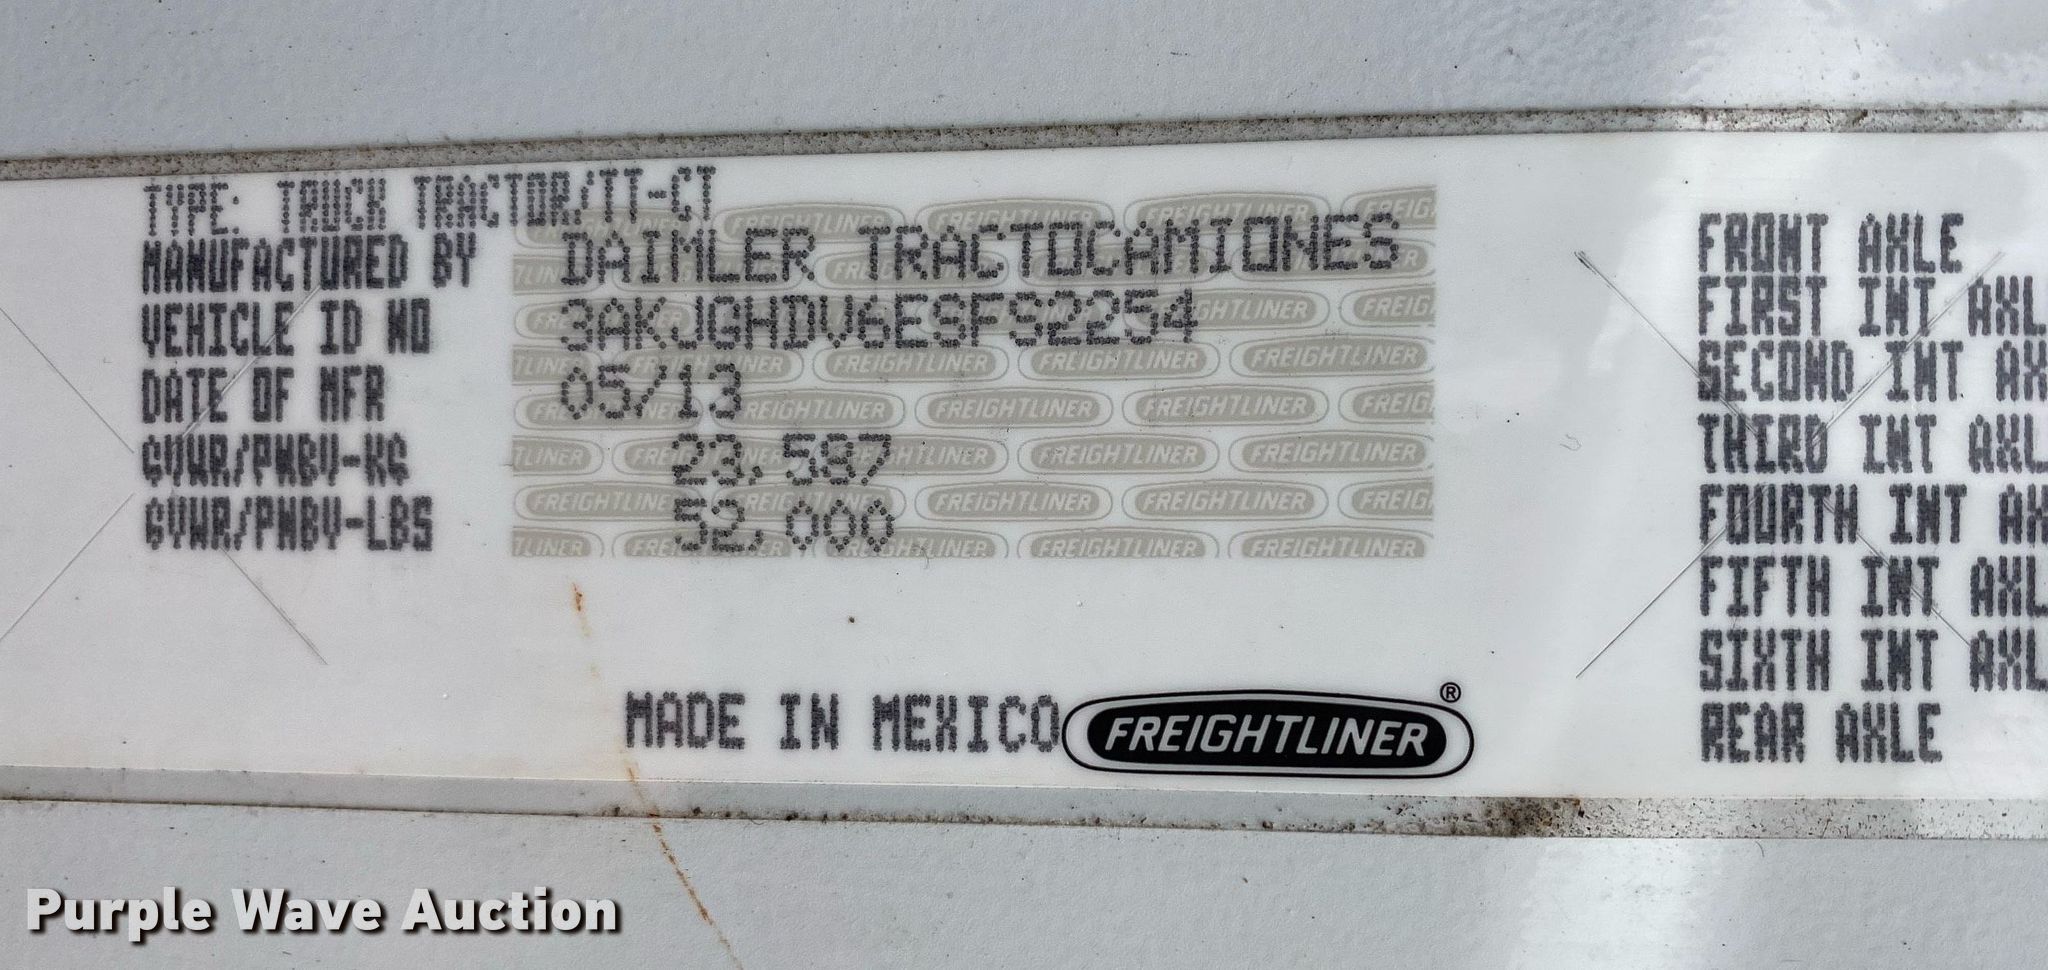 TYPE: TRUCK TRACTOR/TT-CT
MANUFACTURED BY DAIMLER TRACTOCAMIONES
VEHICLE ID NO 3AKJGHDV6ESFS2254
DATE OF MFR 05/13
GVWR/PNBV-KG 23,587
GVWR/PNBV-LBS 52,000
MADE IN MEXICO FREIGHTLINER®
FRONT AXLE
FIRST INT AXL
SECOND INT AX
THIRD INT AXL
FOURTH INT AX
FIFTH INT AXL
SIXTH INT AXL
REAR AXLE
Purple Wave Auction